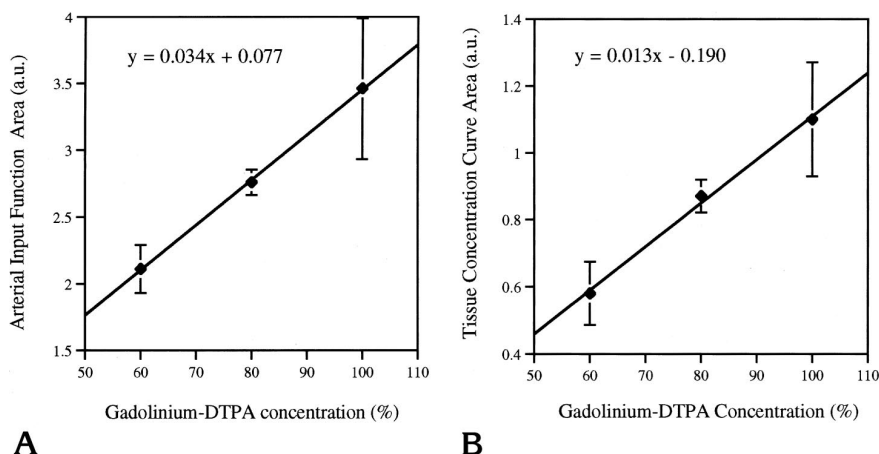 4
3.5
3
2.5
2
1.5
Arterial Input Function Area (a.u.)
y = 0.034x + 0.077
50 60 70 80 90 100 110
Gadolinium-DTPA concentration (%)
A
1.4
1.2
1
0.8
0.6
0.4
Tissue Concentration Curve Area (a.u.)
y = 0.013x - 0.190
50 60 70 80 90 100 110
Gadolinium-DTPA Concentration (%)
B